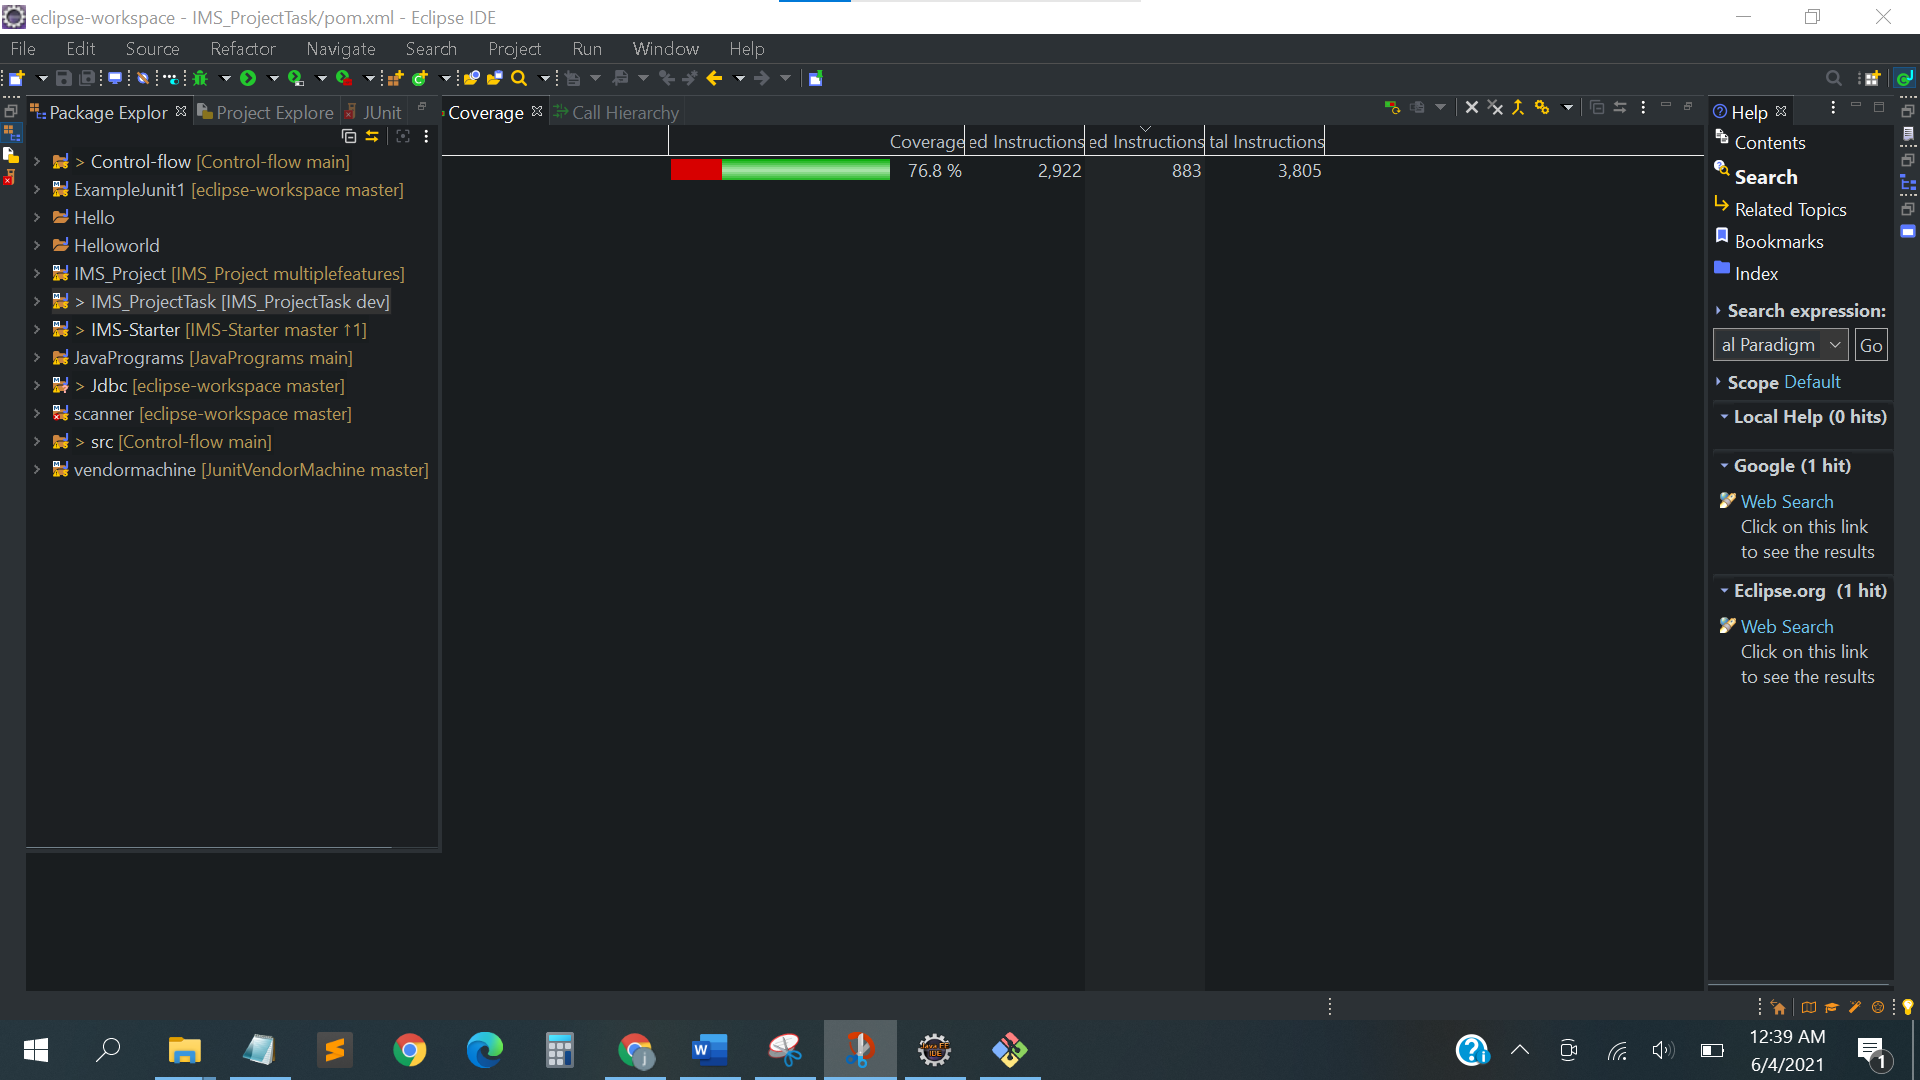 eclipse-workspace - IMS_ProjectTask/pom.xml - Eclipse IDE
File Edit Source Refactor Navigate Search Project Run Window Help
Package Explor Project Explore JUnit
> Control-flow [Control-flow main]
ExampleJunit1 [eclipse-workspace master]
Hello
Helloworld
IMS_Project [IMS_Project multiplefeatures]
> IMS_ProjectTask [IMS_ProjectTask dev]
> IMS-Starter [IMS-Starter master ↑1]
JavaPrograms [JavaPrograms main]
> Jdbc [eclipse-workspace master]
scanner [eclipse-workspace master]
> src [Control-flow main]
vendormachine [JunitVendorMachine master]
Coverage Call Hierarchy
Coverage ed Instructions ed Instructions tal Instructions
76.8 % 2,922 883 3,805
Help
Contents
Search
Related Topics
Bookmarks
Index
Search expression:
al Paradigm Go
Scope Default
Local Help (0 hits)
Google (1 hit)
Web Search
Click on this link
to see the results
Eclipse.org (1 hit)
Web Search
Click on this link
to see the results
12:39 AM
6/4/2021
1